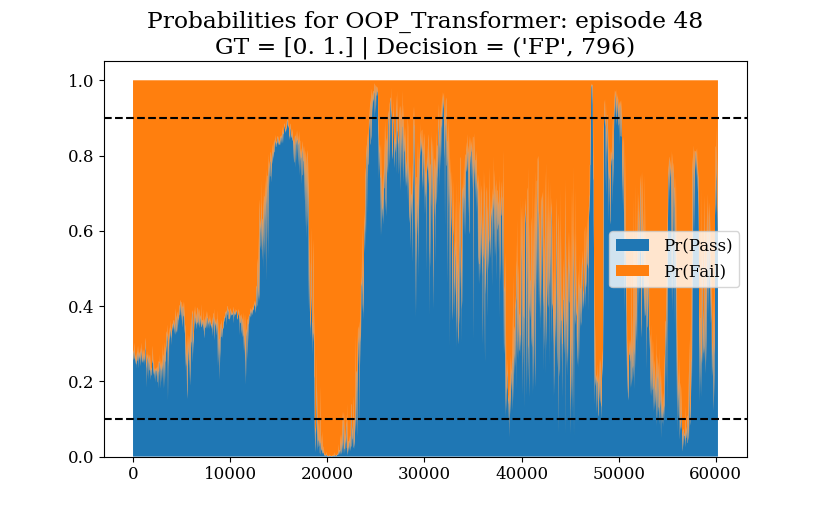 Probabilities for OOP_Transformer: episode 48
GT = [0. 1.] | Decision = ('FP', 796)
1.0
0.8
0.6
0.4
0.2
0.0
Pr(Pass)
Pr(Fail)
0 10000 20000 30000 40000 50000 60000